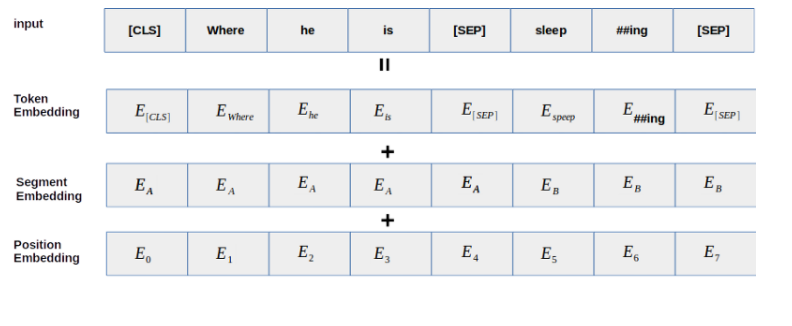 input [CLS] Where he is [SEP] sleep ##ing [SEP]
=
Token
Embedding E[CLS] EWhere Ehe Eis E[SEP] Espeep E##ing E[SEP]
+
Segment
Embedding EA EA EA EA EA EB EB EB
+
Position
Embedding E0 E1 E2 E3 E4 E5 E6 E7